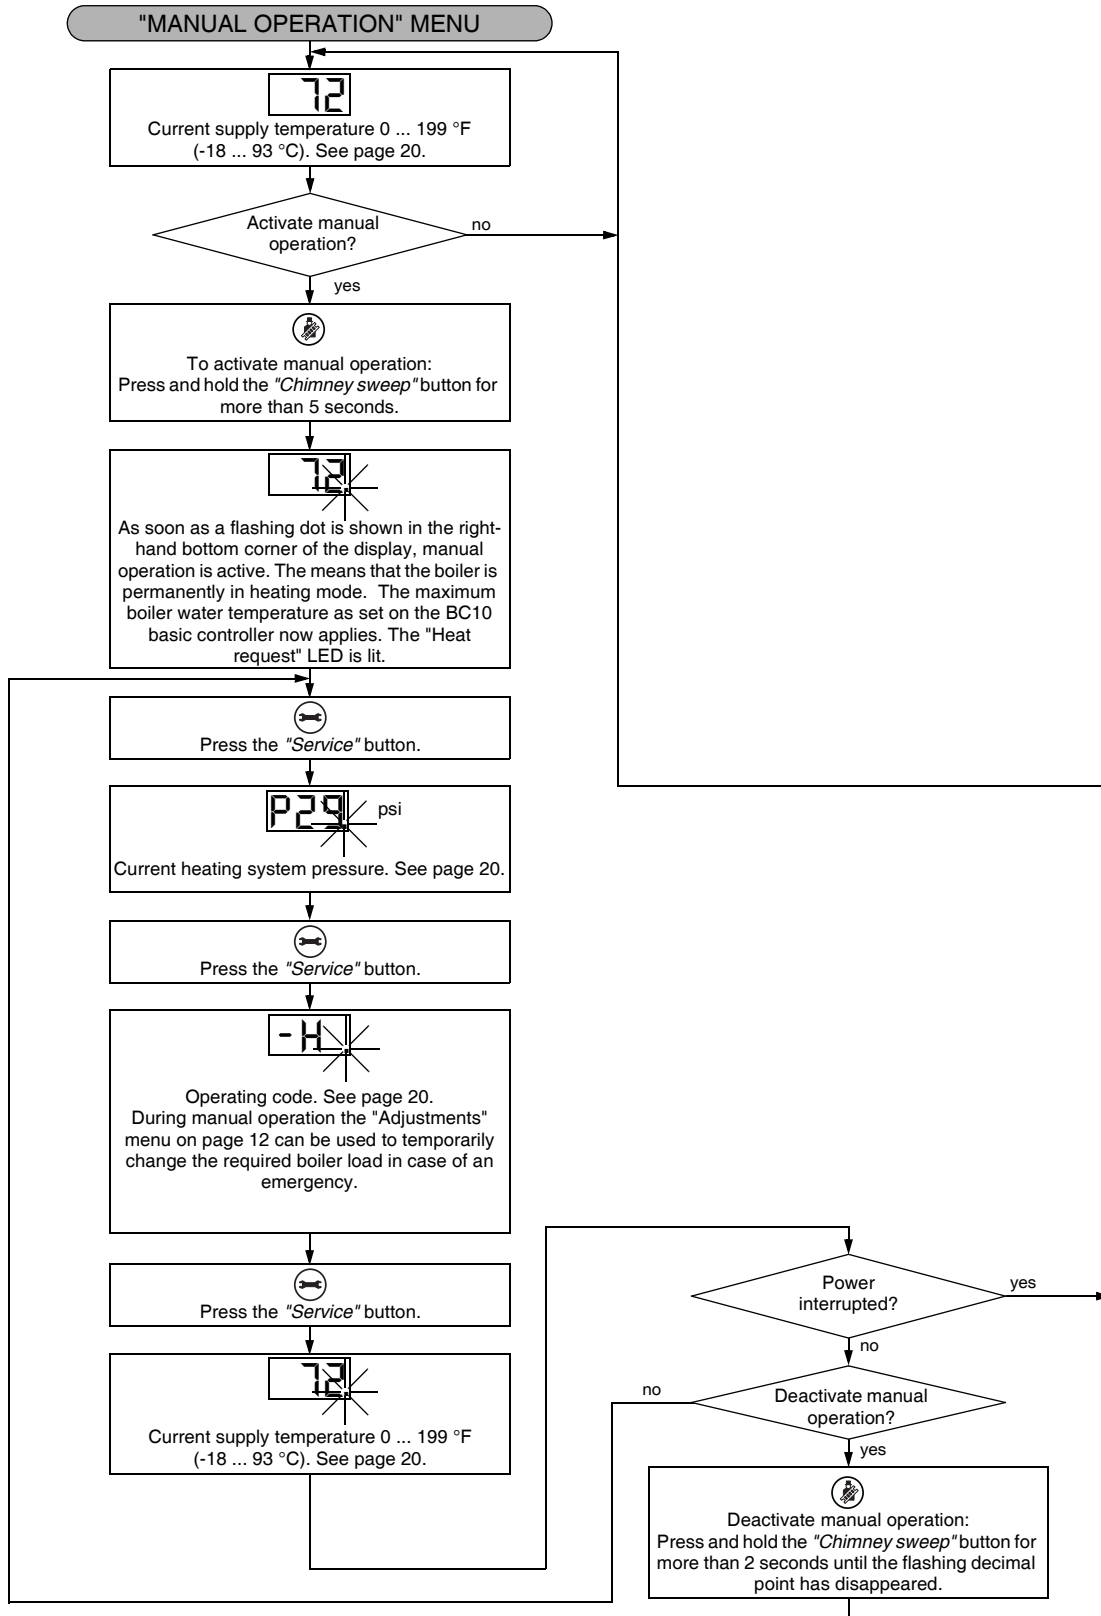 "MANUAL OPERATION" MENU
72
Current supply temperature 0 ... 199 °F
(-18 ... 93 °C). See page 20.
Activate manual
operation?
no
yes
To activate manual operation:
Press and hold the "Chimney sweep" button for
more than 5 seconds.
72.
As soon as a flashing dot is shown in the right-
hand bottom corner of the display, manual
operation is active. The means that the boiler is
permanently in heating mode. The maximum
boiler water temperature as set on the BC10
basic controller now applies. The "Heat
request" LED is lit.
Press the "Service" button.
P29. psi
Current heating system pressure. See page 20.
Press the "Service" button.
-H.
Operating code. See page 20.
During manual operation the "Adjustments"
menu on page 12 can be used to temporarily
change the required boiler load in case of an
emergency.
Press the "Service" button.
72.
Current supply temperature 0 ... 199 °F
(-18 ... 93 °C). See page 20.
Power
interrupted?
yes
no
Deactivate manual
operation?
no
yes
Deactivate manual operation:
Press and hold the "Chimney sweep" button for
more than 2 seconds until the flashing decimal
point has disappeared.